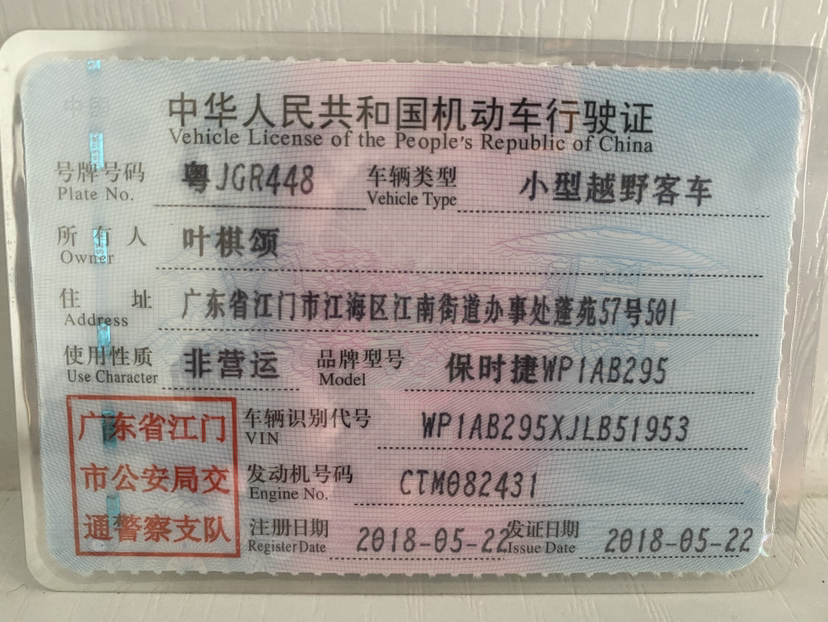 中华人民共和国机动车行驶证
Vehicle License of the People's Republic of China
号牌号码 粤JGR448 车辆类型 小型越野客车
Plate No. Vehicle Type
所有人 叶棋颂
Owner
住址 广东省江门市江海区江南街道办事处蓬苑57号501
Address
使用性质 非营运 品牌型号 保时捷WP1AB295
Use Character Model
广东省江门 车辆识别代号 WP1AB295XJLB51953
VIN
市公安局交 发动机号码 CTM082431
Engine No.
通警察支队 注册日期 2018-05-22 发证日期 2018-05-22
Register Date Issue Date